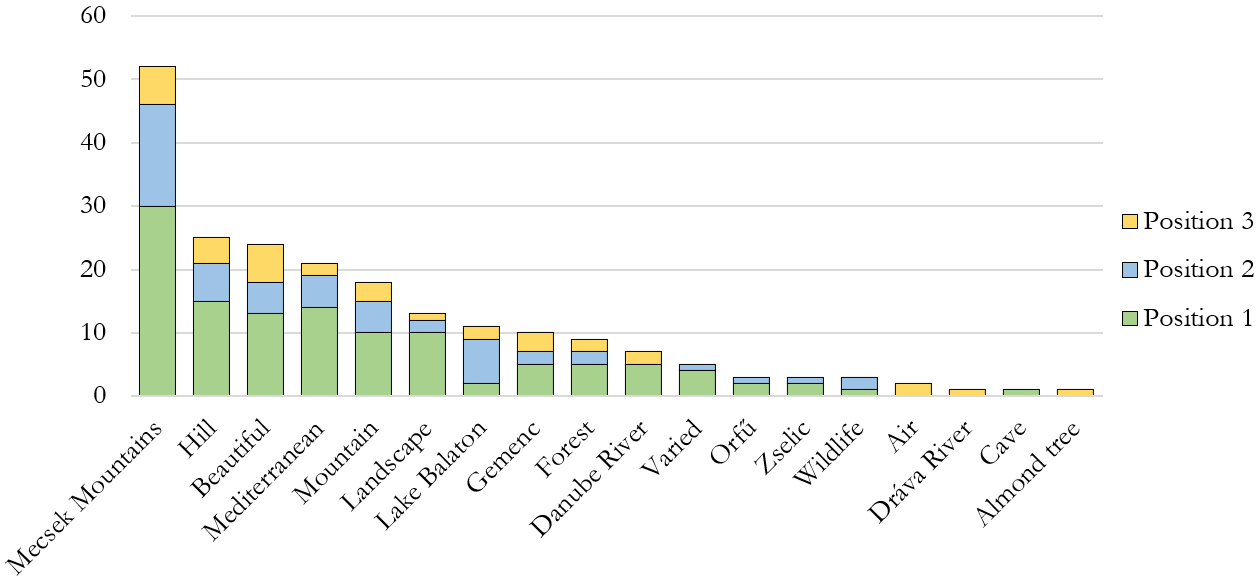 60
50
40
30
20
10
0
Mecsek Mountains
Hill
Beautiful
Mediterranean
Mountain
Landscape
Lake Balaton
Gemenc
Forest
Danube River
Varied
Orfű
Zselic
Wildlife
Air
Dráva River
Cave
Almond tree
Position 3
Position 2
Position 1